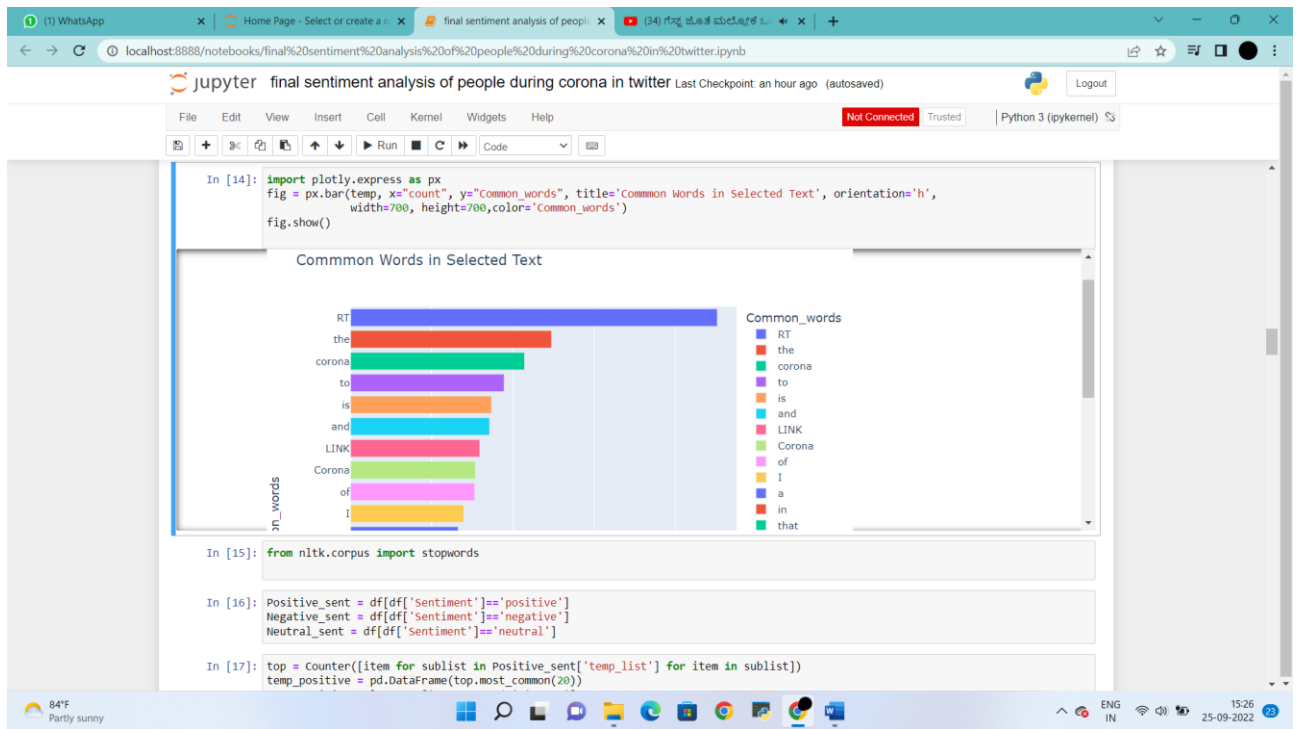 (1) WhatsApp
Home Page - Select or create a n
final sentiment analysis of people
(34) ಗೆಸ್ಟ್ ಜೊತೆ
localhost:8888/notebooks/final%20sentiment%20analysis%20of%20people%20during%20corona%20in%20twitter.ipynb
jupyter final sentiment analysis of people during corona in twitter Last Checkpoint: an hour ago (autosaved)
Logout
File Edit View Insert Cell Kernel Widgets Help
Not Connected Trusted Python 3 (ipykernel)
Run Code
In [14]: import plotly.express as px
fig = px.bar(temp, x="count", y="Common_words", title='Commmon Words in Selected Text', orientation='h',
width=700, height=700,color='Common_words')
fig.show()
Commmon Words in Selected Text
RT
the
corona
to
is
and
LINK
Corona
of
I
on_words
Common_words
RT
the
corona
to
is
and
LINK
Corona
of
I
a
in
that
In [15]: from nltk.corpus import stopwords
In [16]: Positive_sent = df[df['Sentiment']=='positive']
Negative_sent = df[df['Sentiment']=='negative']
Neutral_sent = df[df['Sentiment']=='neutral']
In [17]: top = Counter([item for sublist in Positive_sent['temp_list'] for item in sublist])
temp_positive = pd.DataFrame(top.most_common(20))
84°F
Partly sunny
ENG
IN
15:26
25-09-2022
23